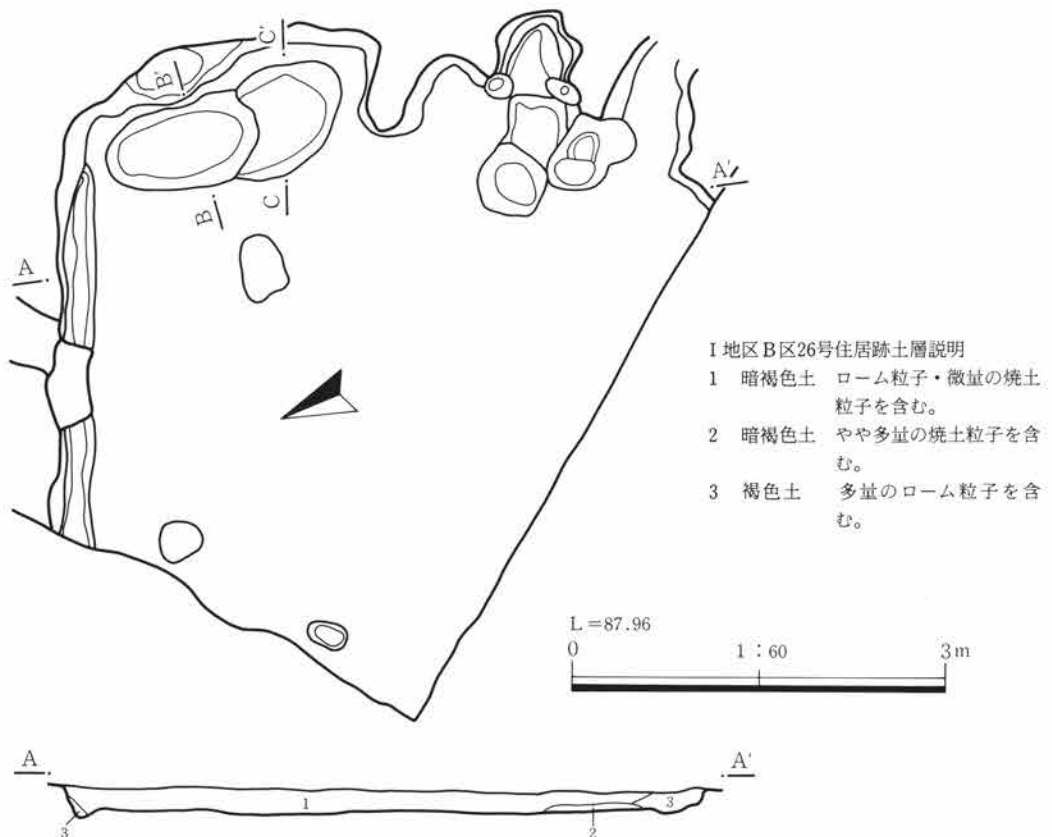 C'
B'
A'
B
C
A
I 地区B区26号住居跡土層説明
1 暗褐色土 ローム粒子・微量の焼土
粒子を含む。
2 暗褐色土 やや多量の焼土粒子を含
む。
3 褐色土 多量のローム粒子を含
む。
L=87.96
0 1:60 3m
A A'
1 3
3 2